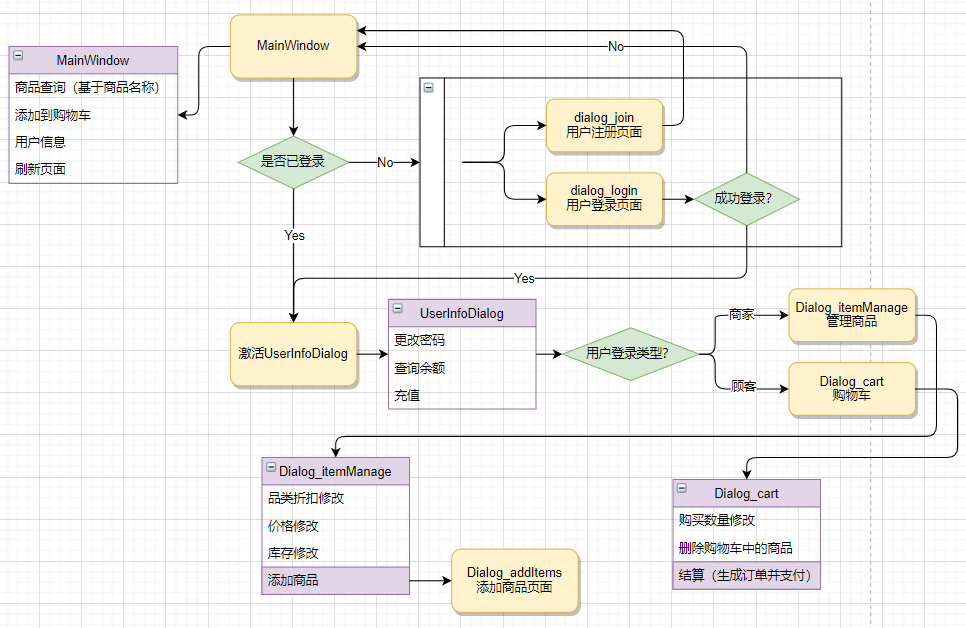 MainWindow
No
MainWindow
商品查询（基于商品名称）
添加到购物车
用户信息
刷新页面
是否已登录
No
dialog_join
用户注册页面
dialog_login
用户登录页面
成功登录？
Yes
Yes
激活UserInfoDialog
UserInfoDialog
更改密码
查询余额
充值
用户登录类型？
商家
顾客
Dialog_itemManage
管理商品
Dialog_cart
购物车
Dialog_itemManage
品类折扣修改
价格修改
库存修改
添加商品
Dialog_addItems
添加商品页面
Dialog_cart
购买数量修改
删除购物车中的商品
结算（生成订单并支付）